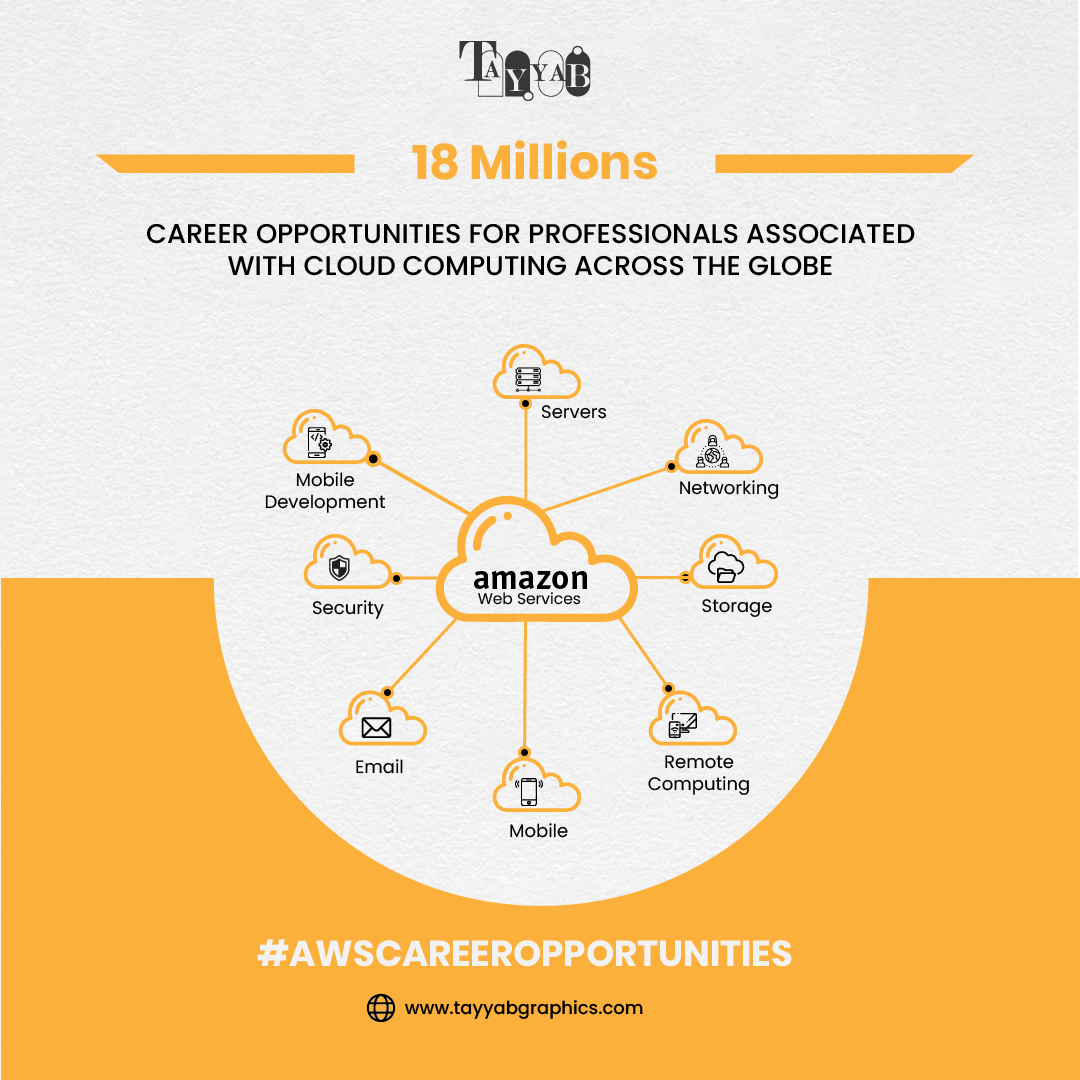 TAYYAB
18 Millions
CAREER OPPORTUNITIES FOR PROFESSIONALS ASSOCIATED
WITH CLOUD COMPUTING ACROSS THE GLOBE
Servers
Mobile
Development
Networking
Security
amazon
Web Services
Storage
Email
Remote
Computing
Mobile
#AWSCAREEROPPORTUNITIES
www.tayyabgraphics.com